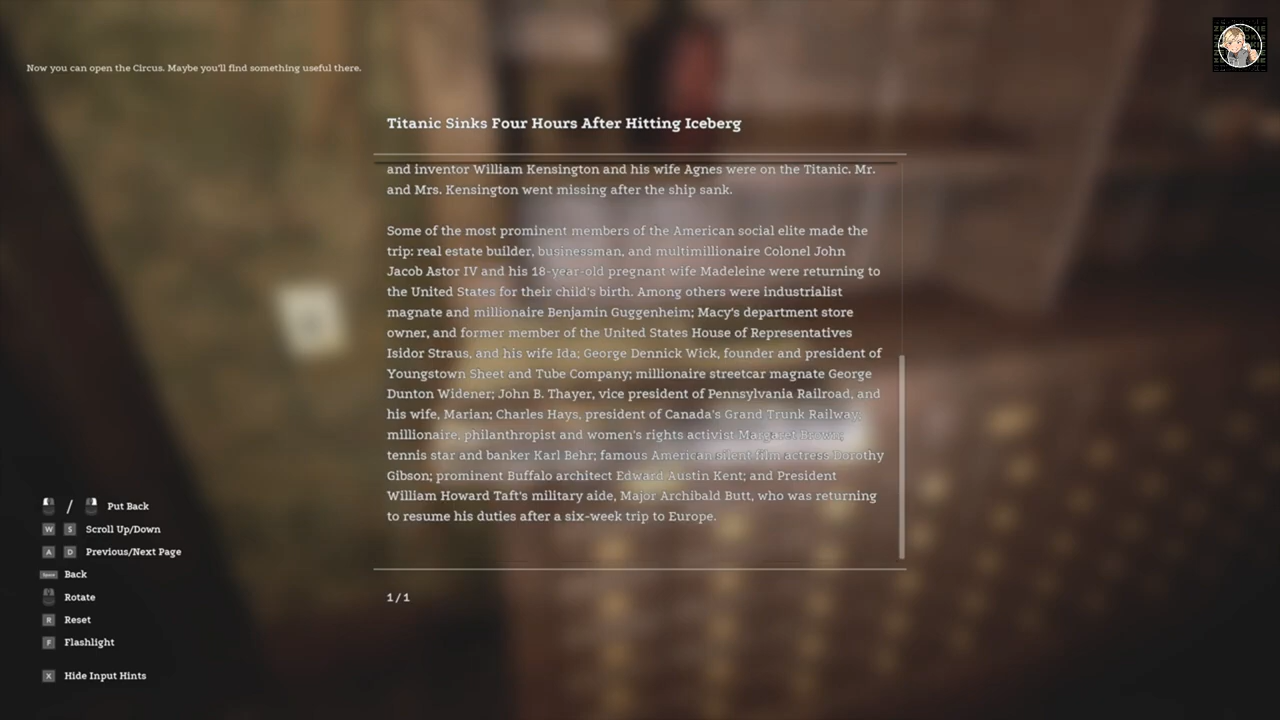 Now you can open the Circus. Maybe you'll find something useful there.
Titanic Sinks Four Hours After Hitting Iceberg
and inventor William Kensington and his wife Agnes were on the Titanic. Mr.
and Mrs. Kensington went missing after the ship sank.
Some of the most prominent members of the American social elite made the
trip: real estate builder, businessman, and multimillionaire Colonel John
Jacob Astor IV and his 18-year-old pregnant wife Madeleine were returning to
the United States for their child's birth. Among others were industrialist
magnate and millionaire Benjamin Guggenheim; Macy's department store
owner, and former member of the United States House of Representatives
Isidor Straus, and his wife Ida; George Dennick Wick, founder and president of
Youngstown Sheet and Tube Company; millionaire streetcar magnate George
Dunton Widener; John B. Thayer, vice president of Pennsylvania Railroad, and
his wife, Marian; Charles Hays, president of Canada's Grand Trunk Railway;
millionaire, philanthropist and women's rights activist Margaret Brown;
tennis star and banker Karl Behr; famous American silent film actress Dorothy
Gibson; prominent Buffalo architect Edward Austin Kent; and President
William Howard Taft's military aide, Major Archibald Butt, who was returning
to resume his duties after a six-week trip to Europe.
/ Put Back
W S Scroll Up/Down
A D Previous/Next Page
Space Back
Rotate
R Reset
F Flashlight
X Hide Input Hints
1/1